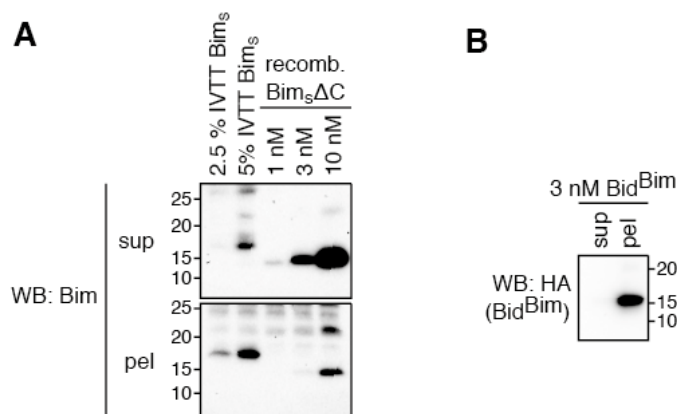 A
2.5 % IVTT Bims
5% IVTT Bims
recomb.
BimsΔC
1 nM
3 nM
10 nM
WB: Bim
sup
25
20
15
10
pel
25
20
15
10
B
3 nM BidBim
sup
pel
WB: HA
(BidBim)
20
15
10